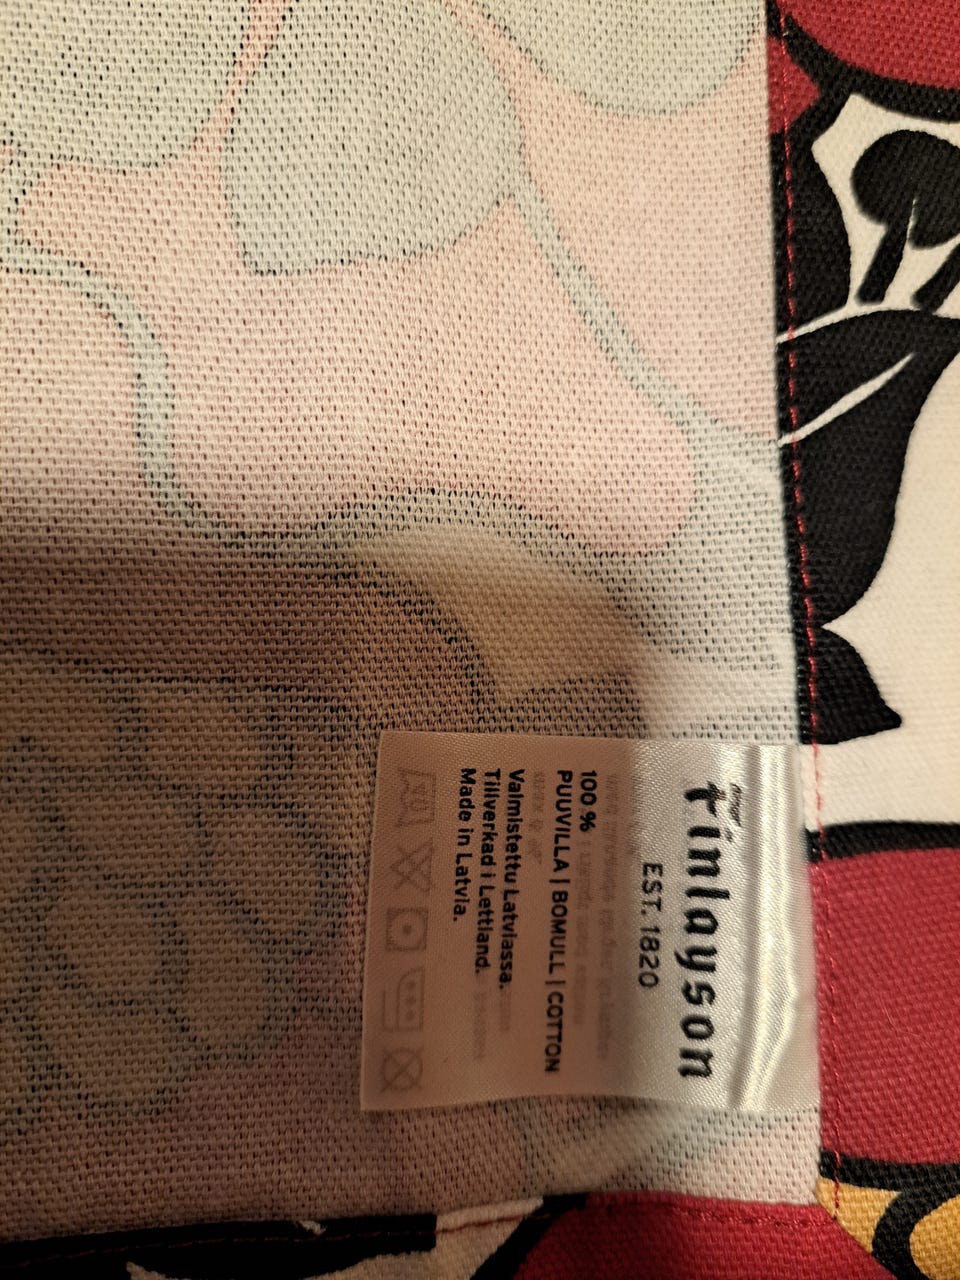 Finlayson
EST. 1820
100 %
PUUVILLA | BOMULL | COTTON
Valmistettu Latviassa.
Tillverkad i Lettland.
Made in Latvia.